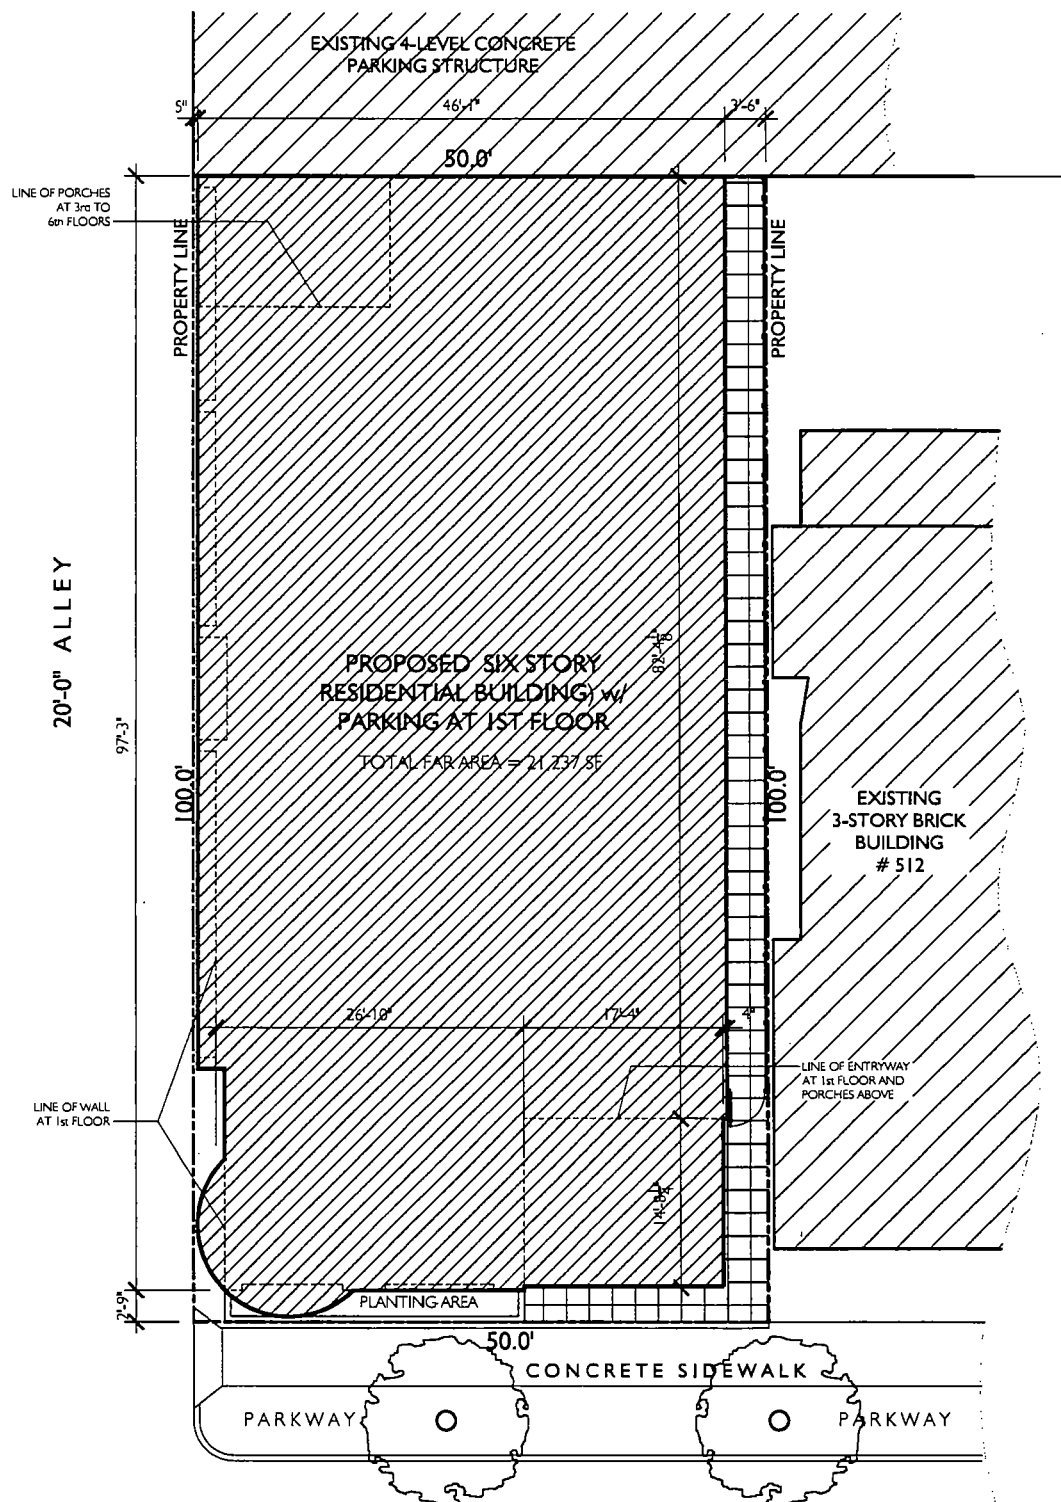 EXISTING 4-LEVEL CONCRETE
PARKING STRUCTURE
5"
46'-1"
3'-6"
50.0'
LINE OF PORCHES
AT 3rd TO
6th FLOORS
PROPERTY LINE
PROPERTY LINE
20'-0" ALLEY
97'-3"
PROPOSED SIX STORY
RESIDENTIAL BUILDING) w/
PARKING AT 1ST FLOOR
TOTAL FAR AREA = 21,237 SF
100.0'
100.0'
EXISTING
3-STORY BRICK
BUILDING
# 512
26'-10"
17'-4"
4"
LINE OF ENTRYWAY
AT 1st FLOOR AND
PORCHES ABOVE
LINE OF WALL
AT 1st FLOOR
2'-9"
PLANTING AREA
50.0'
CONCRETE SIDEWALK
PARKWAY
PARKWAY